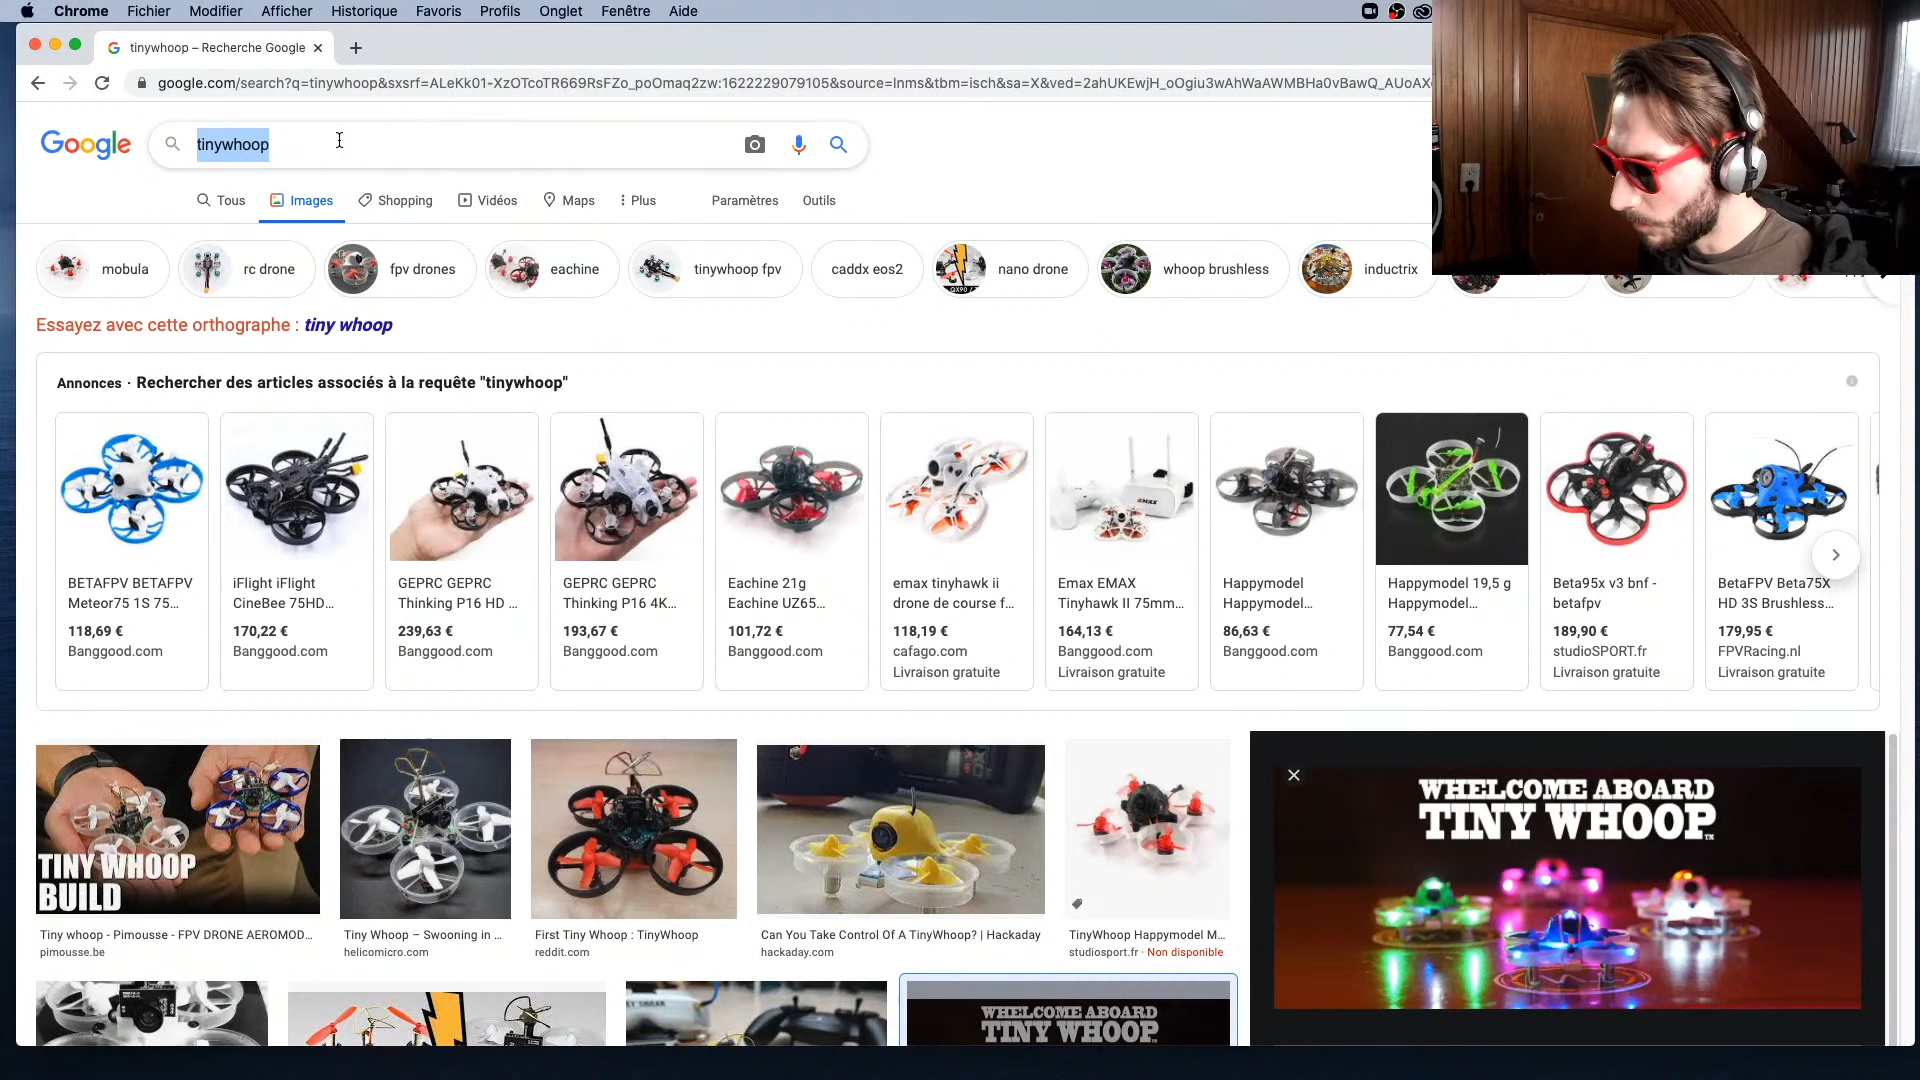 Chrome Fichier Modifier Afficher Historique Favoris Profils Onglet Fenêtre Aide
tinywhoop – Recherche Google
google.com/search?q=tinywhoop&sxsrf=ALeKk01-XzOTcoTR669RsFZo_poOmaq2zw:1622229079105&source=lnms&tbm=isch&sa=X&ved=2ahUKEwjH_oOgiu3wAhWaAWMBHa0vBawQ_AUoAX
Google
tinywhoop
Tous Images Shopping Vidéos Maps Plus Paramètres Outils
mobula rc drone fpv drones eachine tinywhoop fpv caddx eos2 nano drone whoop brushless inductrix
QX90
Essayez avec cette orthographe : tiny whoop
Annonces · Rechercher des articles associés à la requête "tinywhoop"
EMAX
BETAFPV BETAFPV
Meteor75 1S 75...
118,69 €
Banggood.com
iFlight iFlight
CineBee 75HD...
170,22 €
Banggood.com
GEPRC GEPRC
Thinking P16 HD ...
239,63 €
Banggood.com
GEPRC GEPRC
Thinking P16 4K...
193,67 €
Banggood.com
Eachine 21g
Eachine UZ65...
101,72 €
Banggood.com
emax tinyhawk ii
drone de course f...
118,19 €
cafago.com
Livraison gratuite
Emax EMAX
Tinyhawk II 75mm...
164,13 €
Banggood.com
Livraison gratuite
Happymodel
Happymodel...
86,63 €
Banggood.com
Happymodel 19,5 g
Happymodel...
77,54 €
Banggood.com
Beta95x v3 bnf -
betafpv
189,90 €
studioSPORT.fr
Livraison gratuite
BetaFPV Beta75X
HD 3S Brushless...
179,95 €
FPVRacing.nl
Livraison gratuite
TINY WHOOP
BUILD
Tiny whoop - Pimousse - FPV DRONE AEROMOD...
pimousse.be
Tiny Whoop – Swooning in ...
helicomicro.com
First Tiny Whoop : TinyWhoop
reddit.com
Can You Take Control Of A TinyWhoop? | Hackaday
hackaday.com
TinyWhoop Happymodel M...
studiosport.fr · Non disponible
WHELCOME ABOARD
TINY WHOOP™
WHELCOME ABOARD
TINY WHOOP